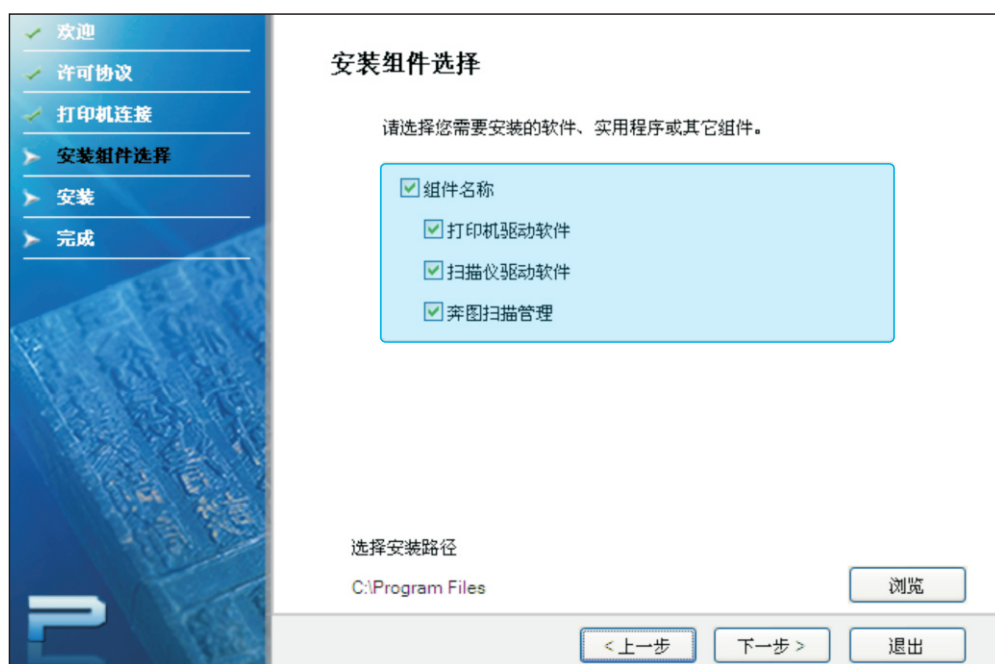 欢迎
许可协议
打印机连接
安装组件选择
安装
完成
安装组件选择
请选择您需要安装的软件、实用程序或其它组件。
组件名称
打印机驱动软件
扫描仪驱动软件
奔图扫描管理
选择安装路径
C:\Program Files
浏览
<上一步
下一步>
退出